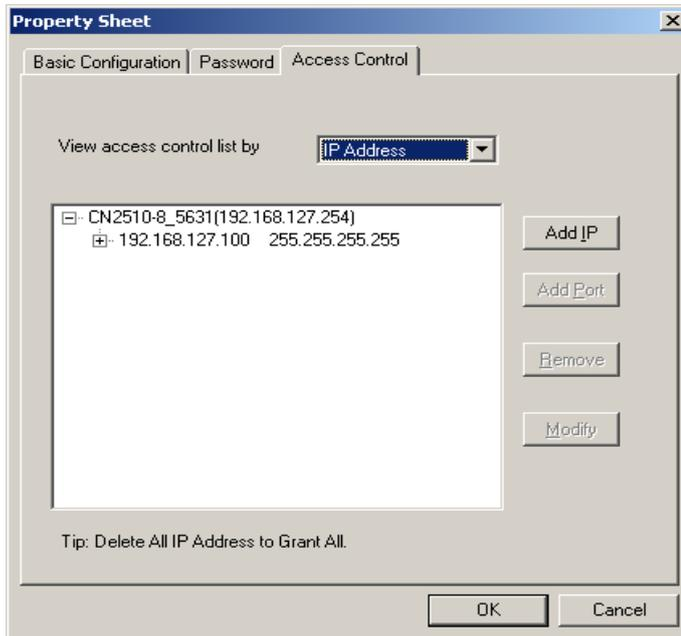 Property Sheet
Basic Configuration
Password
Access Control
View access control list by
IP Address
CN2510-8_5631(192.168.127.254)
192.168.127.100 255.255.255.255
Add IP
Add Port
Remove
Modify
Tip: Delete All IP Address to Grant All.
OK
Cancel